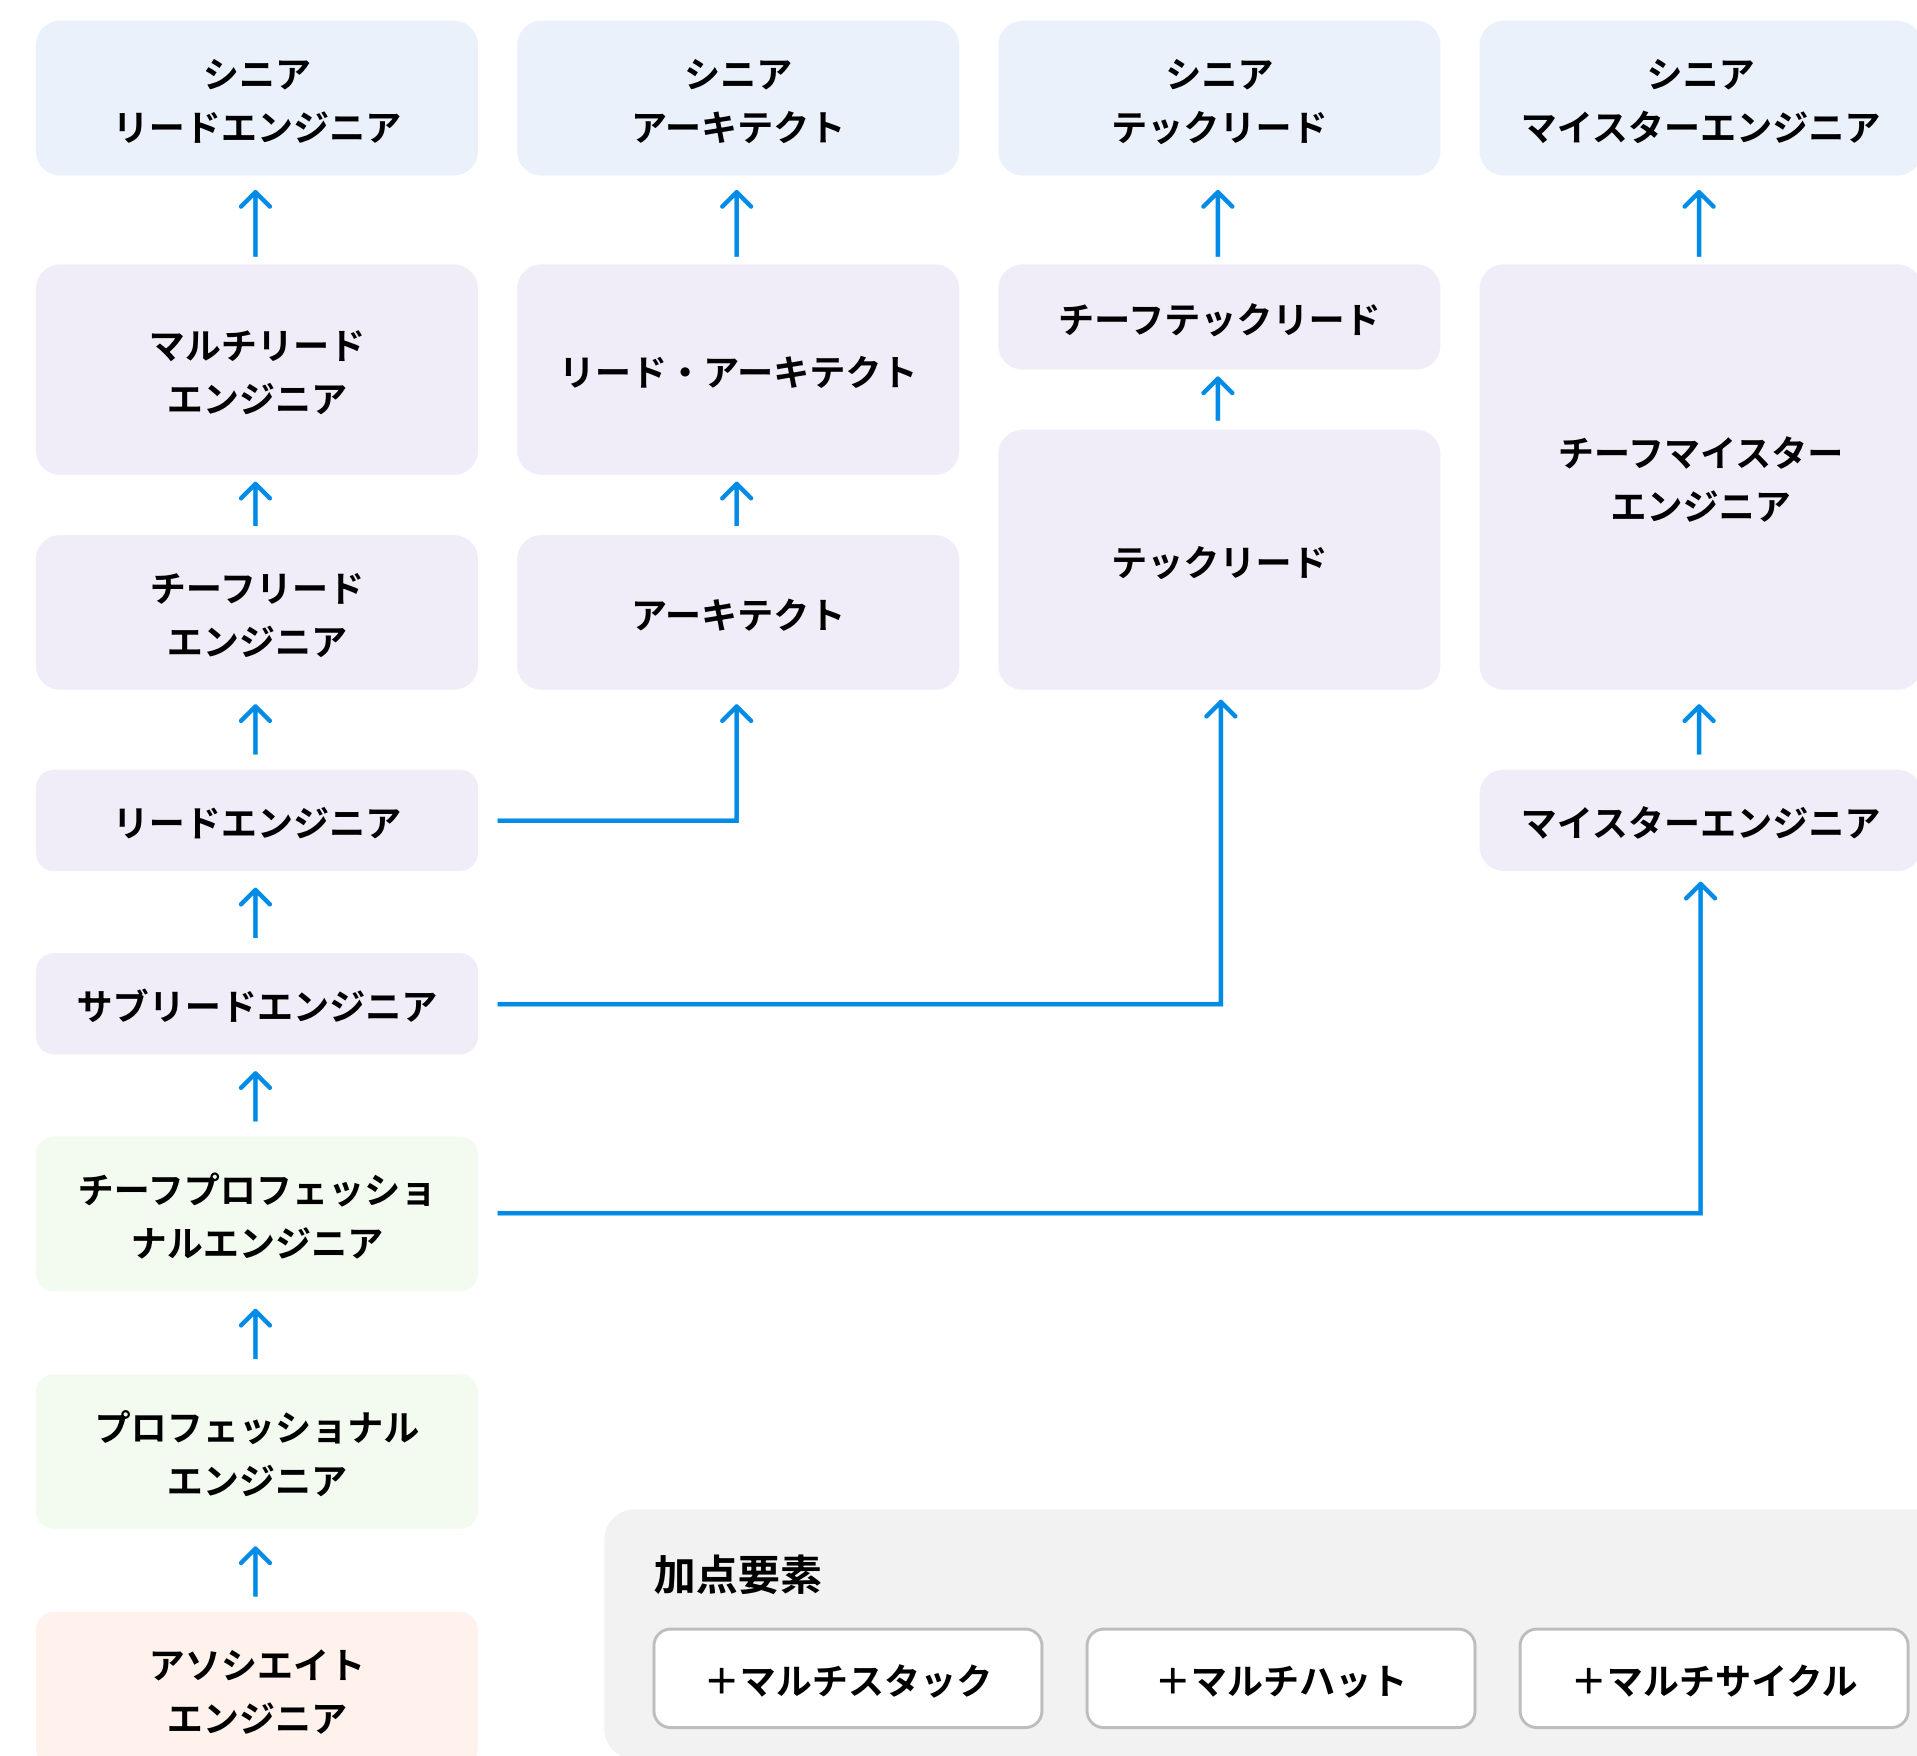 シニア
リードエンジニア
シニア
アーキテクト
シニア
テックリード
シニア
マイスターエンジニア
マルチリード
エンジニア
リード・アーキテクト
チーフテックリード
チーフマイスター
エンジニア
チーフリード
エンジニア
アーキテクト
テックリード
リードエンジニア
マイスターエンジニア
サブリードエンジニア
チーフプロフェッショ
ナルエンジニア
プロフェッショナル
エンジニア
アソシエイト
エンジニア
加点要素
+マルチスタック
+マルチハット
+マルチサイクル